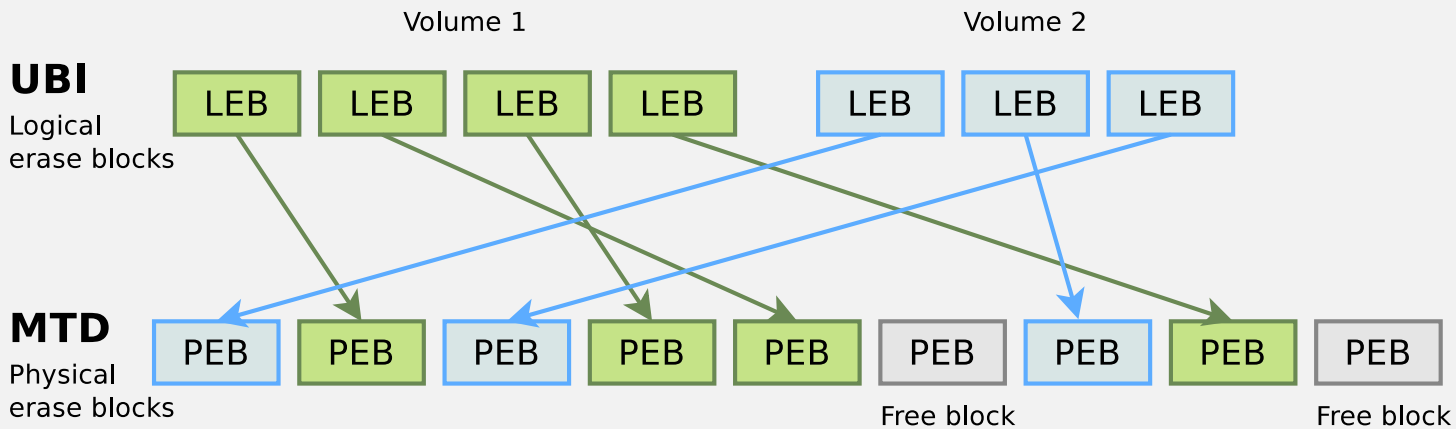 Volume 1 Volume 2
UBI
LEB LEB LEB LEB LEB LEB LEB
Logical
erase blocks
MTD
PEB PEB PEB PEB PEB PEB PEB PEB PEB
Physical
erase blocks
Free block Free block